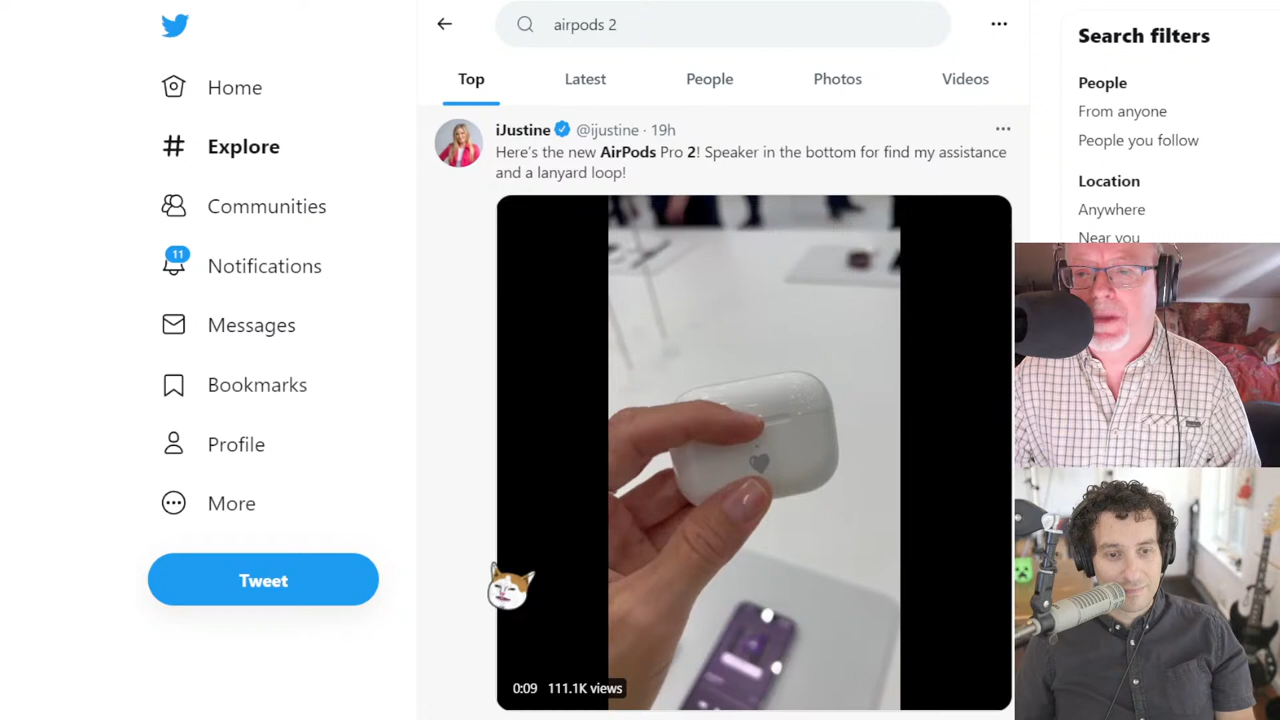 airpods 2
Top
Latest
People
Photos
Videos
Home
Explore
Communities
11
Notifications
Messages
Bookmarks
Profile
More
Tweet
iJustine @ijustine · 19h
Here's the new AirPods Pro 2! Speaker in the bottom for find my assistance
and a lanyard loop!
0:09 111.1K views
Search filters
People
From anyone
People you follow
Location
Anywhere
Near you